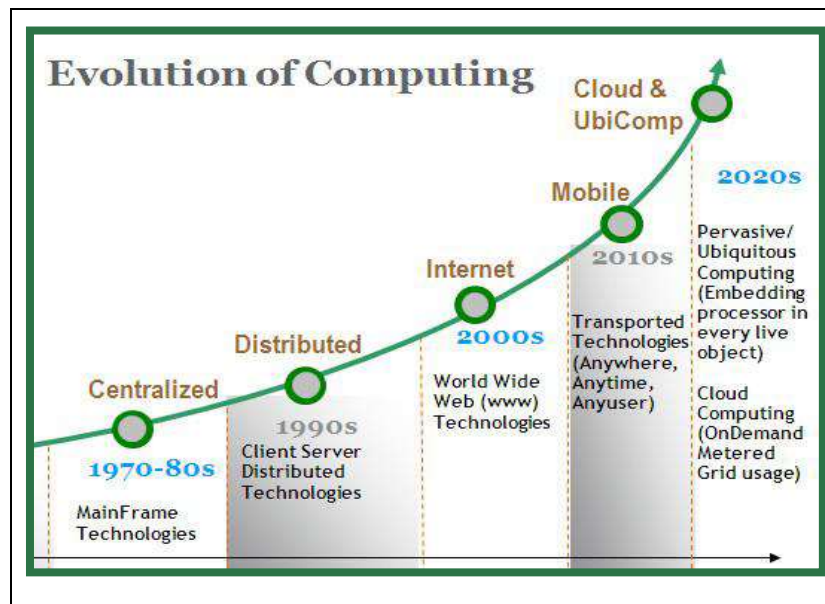 Evolution of Computing
Centralized
1970-80s
MainFrame
Technologies
Distributed
1990s
Client Server
Distributed
Technologies
Internet
2000s
World Wide
Web (www)
Technologies
Mobile
2010s
Transported
Technologies
(Anywhere,
Anytime,
Anyuser)
Cloud &
UbiComp
2020s
Pervasive/
Ubiquitous
Computing
(Embedding
processor in
every live
object)
Cloud
Computing
(OnDemand
Metered
Grid usage)